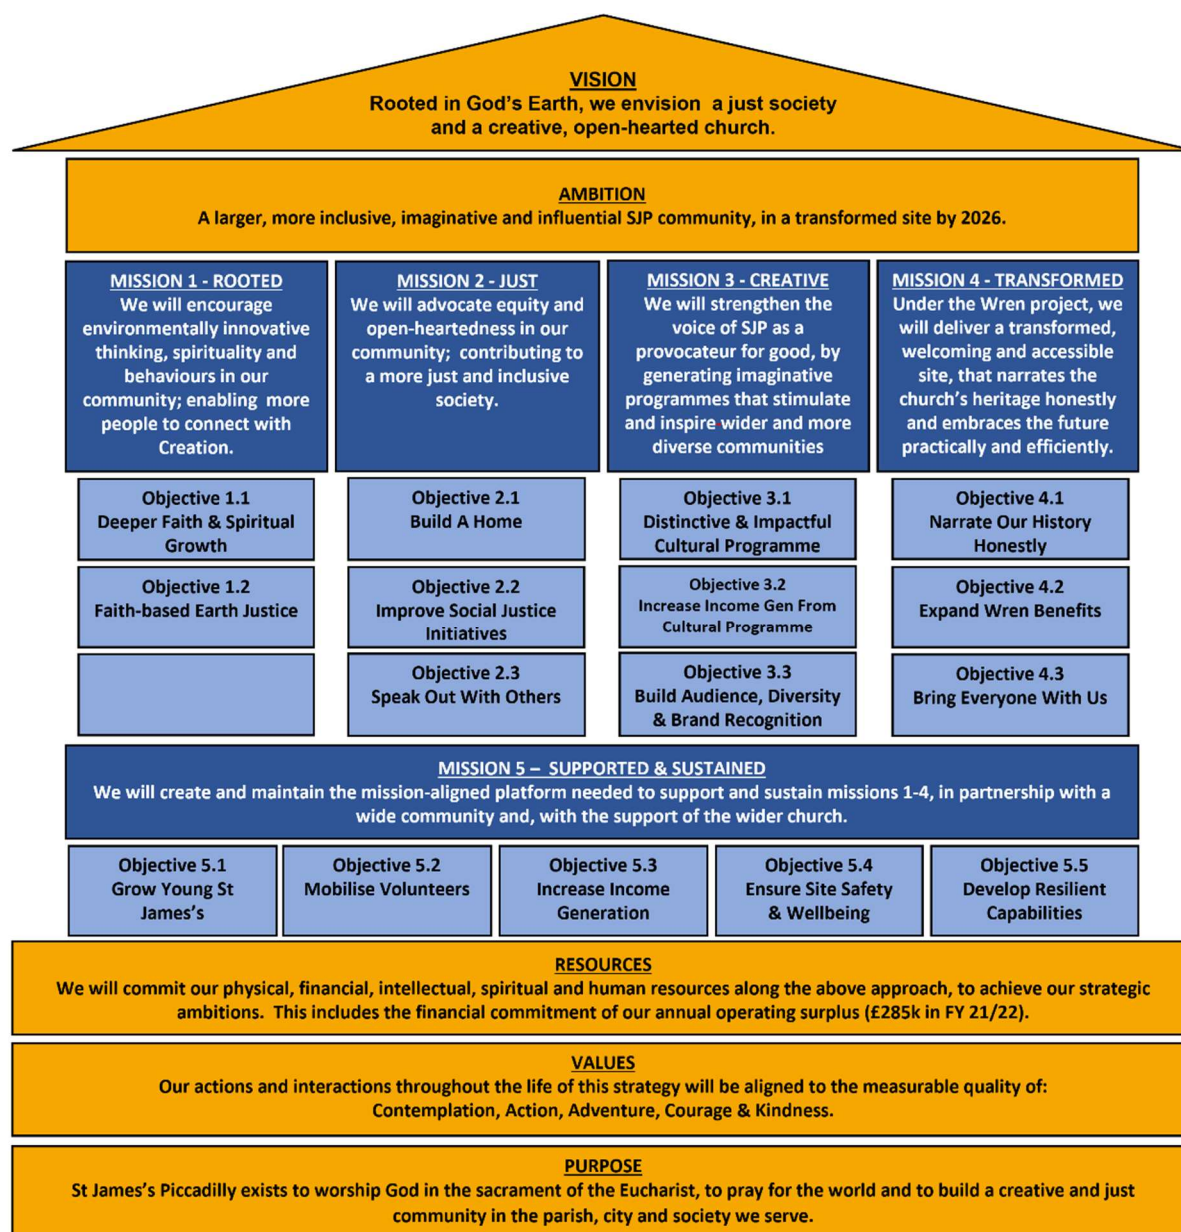 VISION
Rooted in God's Earth, we envision  a just society
and a creative, open-hearted church.
AMBITION
A larger, more inclusive, imaginative and influential SJP community, in a transformed site by 2026.
MISSION 1 - ROOTED
We will encourage
environmentally innovative
thinking, spirituality and
behaviours in our
community; enabling  more
people to connect with
Creation.
MISSION 2 - JUST
We will advocate equity and
open-heartedness in our
community;  contributing to
a more just and inclusive
society.
MISSION 3 - CREATIVE
We will strengthen the
voice of SJP as a
provocateur for good, by
generating imaginative
programmes that stimulate
and inspire wider and more
diverse communities
MISSION 4 - TRANSFORMED
Under the Wren project, we
will deliver a transformed,
welcoming and accessible
site, that narrates the
church's heritage honestly
and embraces the future
practically and efficiently.
Objective 1.1
Deeper Faith & Spiritual
Growth
Objective 2.1
Build A Home
Objective 3.1
Distinctive & Impactful
Cultural Programme
Objective 4.1
Narrate Our History
Honestly
Objective 1.2
Faith-based Earth Justice
Objective 2.2
Improve Social Justice
Initiatives
Objective 3.2
Increase Income Gen From
Cultural Programme
Objective 4.2
Expand Wren Benefits
Objective 2.3
Speak Out With Others
Objective 3.3
Build Audience, Diversity
& Brand Recognition
Objective 4.3
Bring Everyone With Us
MISSION 5 –  SUPPORTED & SUSTAINED
We will create and maintain the mission-aligned platform needed to support and sustain missions 1-4, in partnership with a
wide community and, with the support of the wider church.
Objective 5.1
Grow Young St
James's
Objective 5.2
Mobilise Volunteers
Objective 5.3
Increase Income
Generation
Objective 5.4
Ensure Site Safety
& Wellbeing
Objective 5.5
Develop Resilient
Capabilities
RESOURCES
We will commit our physical, financial, intellectual, spiritual and human resources along the above approach, to achieve our strategic
ambitions.  This includes the financial commitment of our annual operating surplus (£285k in FY 21/22).
VALUES
Our actions and interactions throughout the life of this strategy will be aligned to the measurable quality of:
Contemplation, Action, Adventure, Courage & Kindness.
PURPOSE
St James's Piccadilly exists to worship God in the sacrament of the Eucharist, to pray for the world and to build a creative and just
community in the parish, city and society we serve.